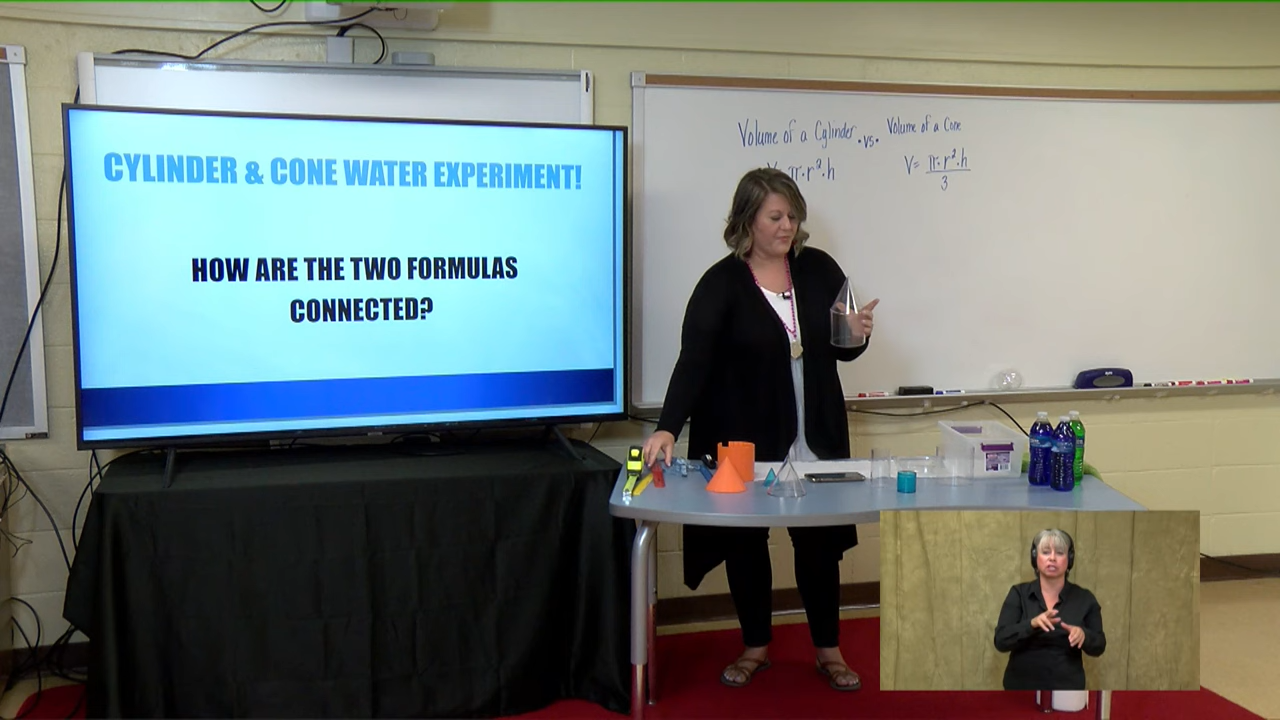 CYLINDER & CONE WATER EXPERIMENT!
HOW ARE THE TWO FORMULAS
CONNECTED?
Volume of a Cylinder .vs. Volume of a Cone
π·r²·h
V= π·r²·h
3